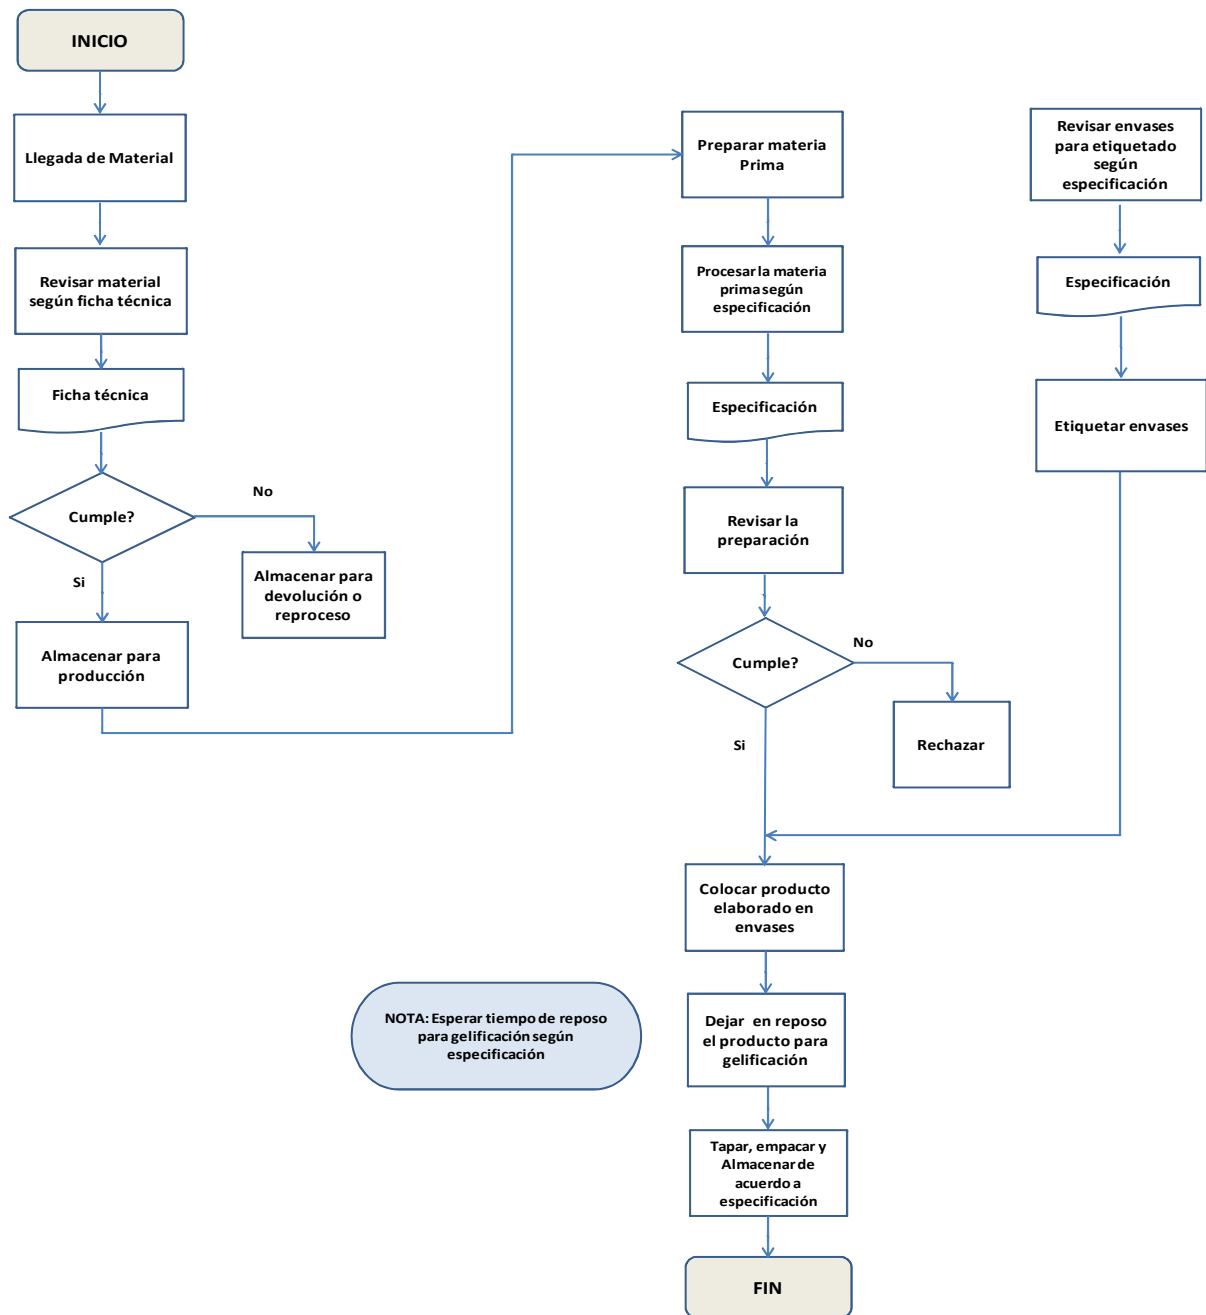 INICIO
Llegada de Material
Revisar material
según ficha técnica
Ficha técnica
Cumple?
No
Si
Almacenar para
devolución o
reproceso
Almacenar para
producción
Preparar materia
Prima
Procesar la materia
prima según
especificación
Especificación
Revisar la
preparación
Cumple?
No
Si
Rechazar
Revisar envases
para etiquetado
según
especificación
Especificación
Etiquetar envases
Colocar producto
elaborado en
envases
NOTA: Esperar tiempo de reposo
para gelificación según
especificación
Dejar en reposo
el producto para
gelificación
Tapar, empacar y
Almacenar de
acuerdo a
especificación
FIN